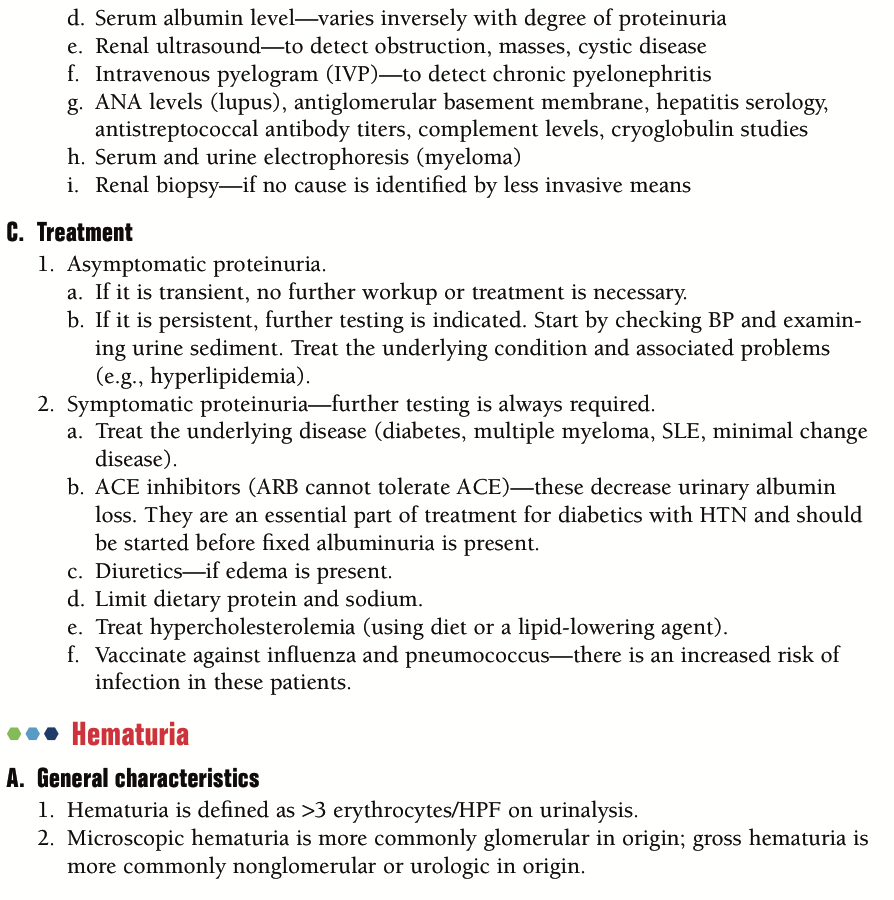 d. Serum albumin level—varies inversely with degree of proteinuria
e. Renal ultrasound—to detect obstruction, masses, cystic disease
f. Intravenous pyelogram (IVP)—to detect chronic pyelonephritis
g. ANA levels (lupus), antiglomerular basement membrane, hepatitis serology,
antistreptococcal antibody titers, complement levels, cryoglobulin studies
h. Serum and urine electrophoresis (myeloma)
i. Renal biopsy—if no cause is identified by less invasive means
C. Treatment
1. Asymptomatic proteinuria.
a. If it is transient, no further workup or treatment is necessary.
b. If it is persistent, further testing is indicated. Start by checking BP and examin-
ing urine sediment. Treat the underlying condition and associated problems
(e.g., hyperlipidemia).
2. Symptomatic proteinuria—further testing is always required.
a. Treat the underlying disease (diabetes, multiple myeloma, SLE, minimal change
disease).
b. ACE inhibitors (ARB cannot tolerate ACE)—these decrease urinary albumin
loss. They are an essential part of treatment for diabetics with HTN and should
be started before fixed albuminuria is present.
c. Diuretics—if edema is present.
d. Limit dietary protein and sodium.
e. Treat hypercholesterolemia (using diet or a lipid-lowering agent).
f. Vaccinate against influenza and pneumococcus—there is an increased risk of
infection in these patients.
Hematuria
A. General characteristics
1. Hematuria is defined as >3 erythrocytes/HPF on urinalysis.
2. Microscopic hematuria is more commonly glomerular in origin; gross hematuria is
more commonly nonglomerular or urologic in origin.